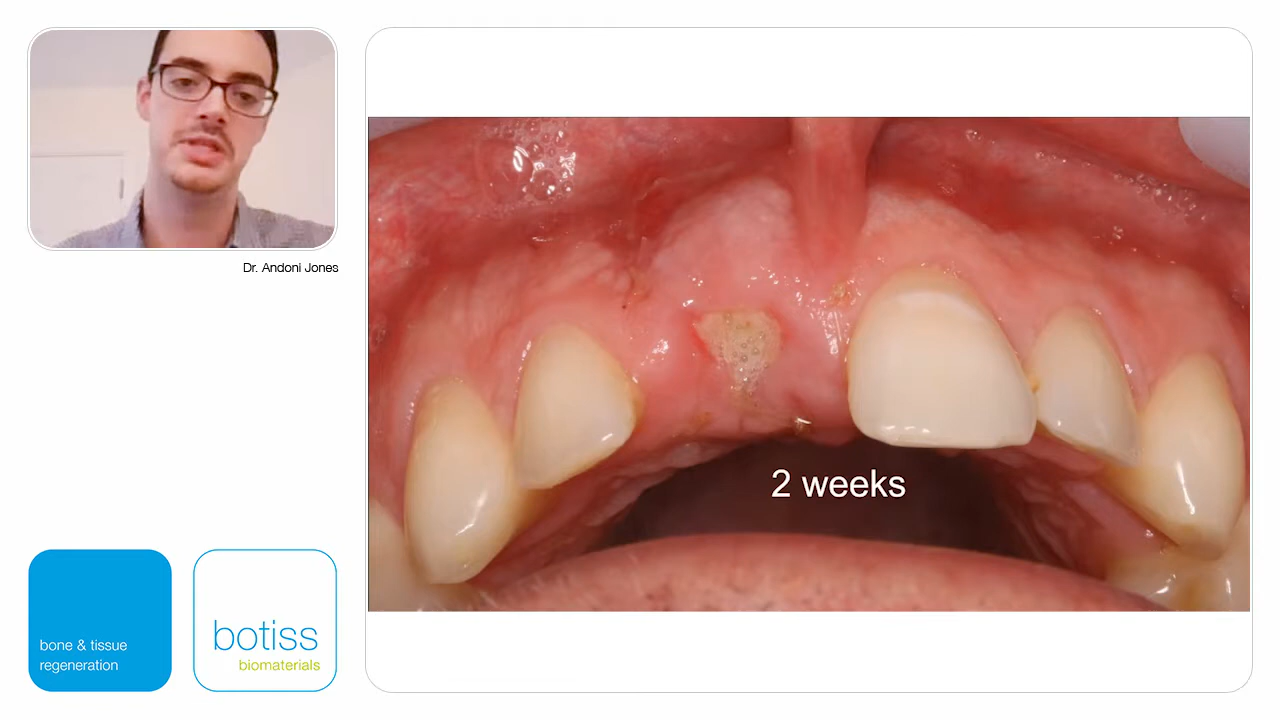 Dr. Andoni Jones
2 weeks
bone & tissue
regeneration
botiss
biomaterials